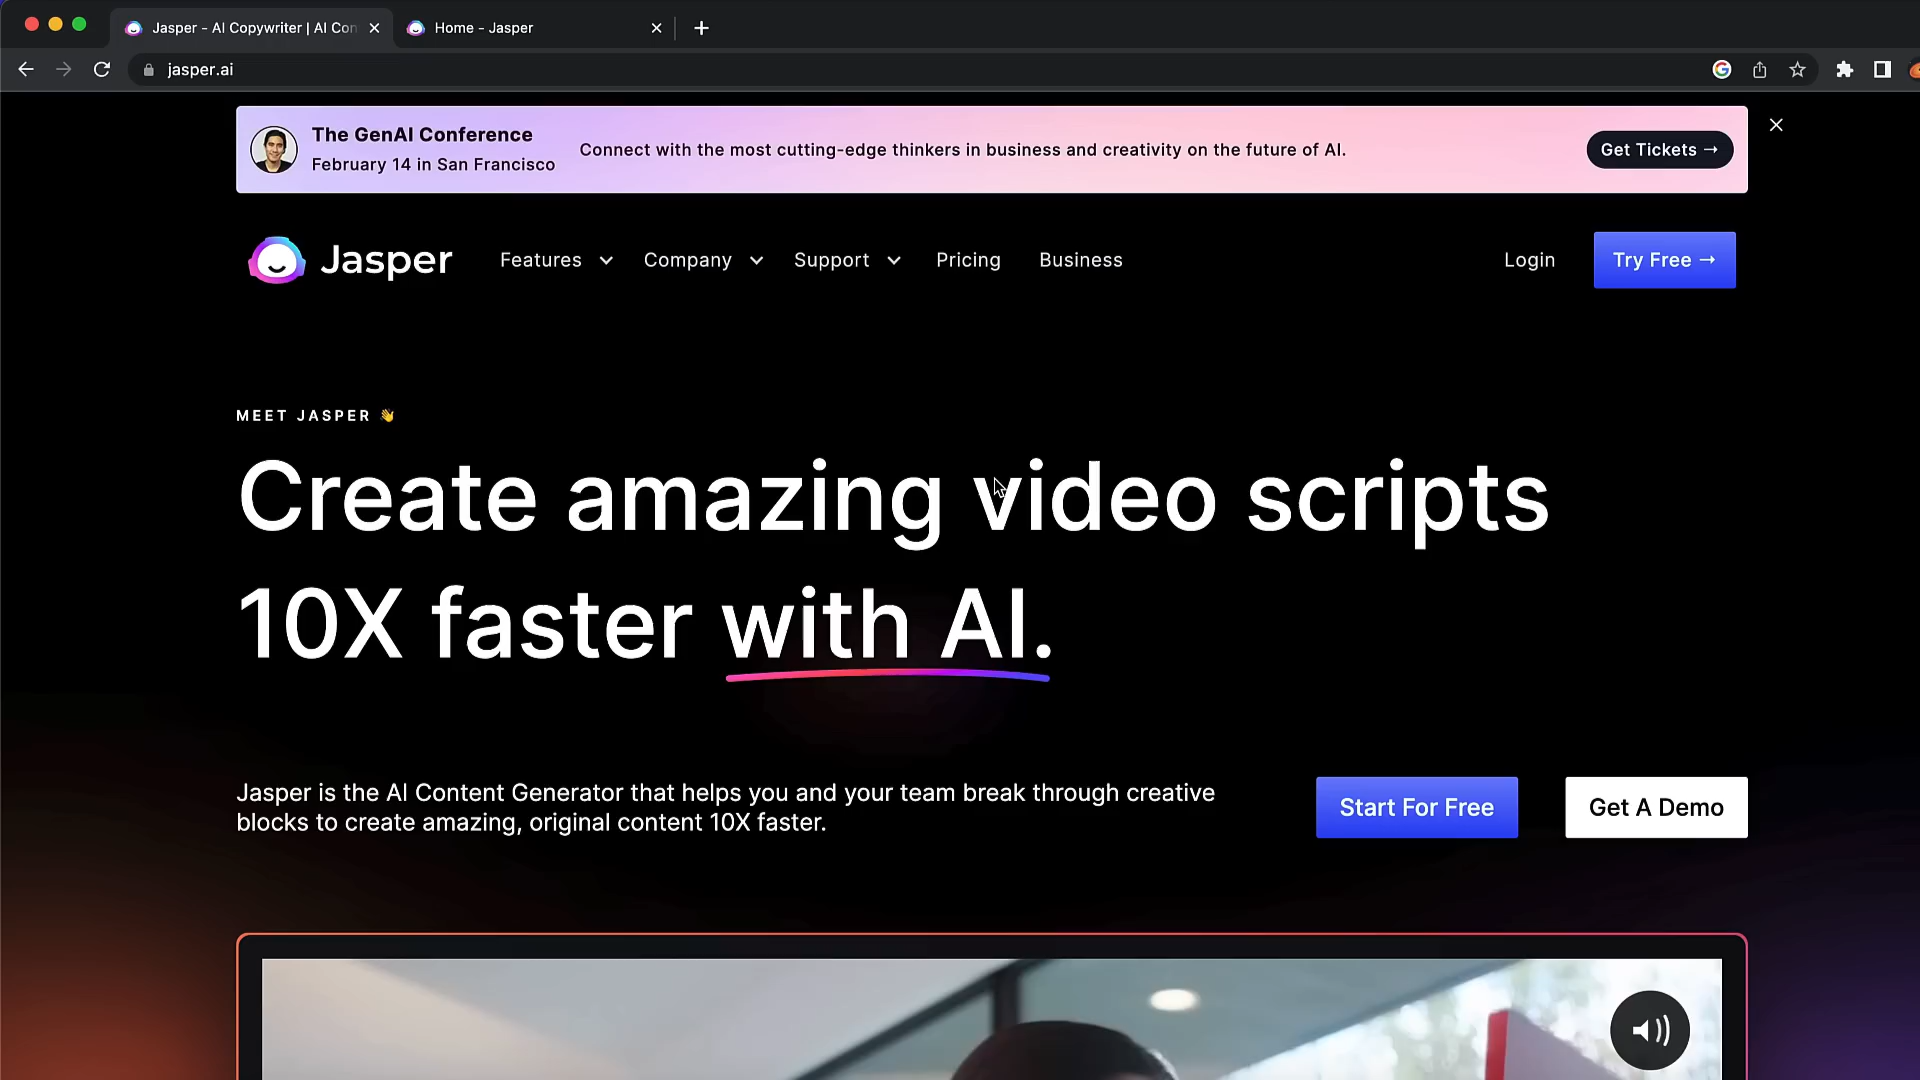 Jasper - AI Copywriter | AI Con
Home - Jasper
jasper.ai
The GenAI Conference
February 14 in San Francisco
Connect with the most cutting-edge thinkers in business and creativity on the future of AI.
Get Tickets →
Jasper
Features
Company
Support
Pricing
Business
Login
Try Free →
MEET JASPER 👋
Create amazing video scripts
10X faster with AI.
Jasper is the AI Content Generator that helps you and your team break through creative
blocks to create amazing, original content 10X faster.
Start For Free
Get A Demo